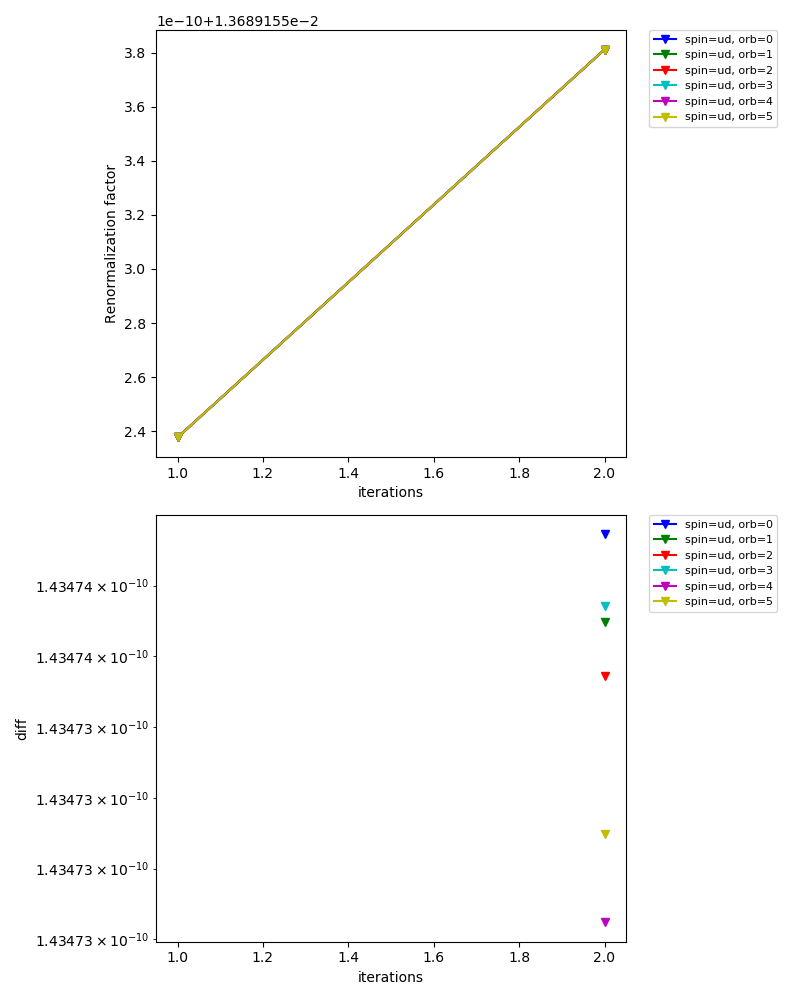 1e−10+1.3689155e−2
3.8
3.6
3.4
3.2
3.0
2.8
2.6
2.4
Renormalization factor
1.0 1.2 1.4 1.6 1.8 2.0
iterations
spin=ud, orb=0
spin=ud, orb=1
spin=ud, orb=2
spin=ud, orb=3
spin=ud, orb=4
spin=ud, orb=5
1.43474 × 10⁻¹⁰
1.43474 × 10⁻¹⁰
1.43473 × 10⁻¹⁰
1.43473 × 10⁻¹⁰
1.43473 × 10⁻¹⁰
1.43473 × 10⁻¹⁰
diff
1.0 1.2 1.4 1.6 1.8 2.0
iterations
spin=ud, orb=0
spin=ud, orb=1
spin=ud, orb=2
spin=ud, orb=3
spin=ud, orb=4
spin=ud, orb=5